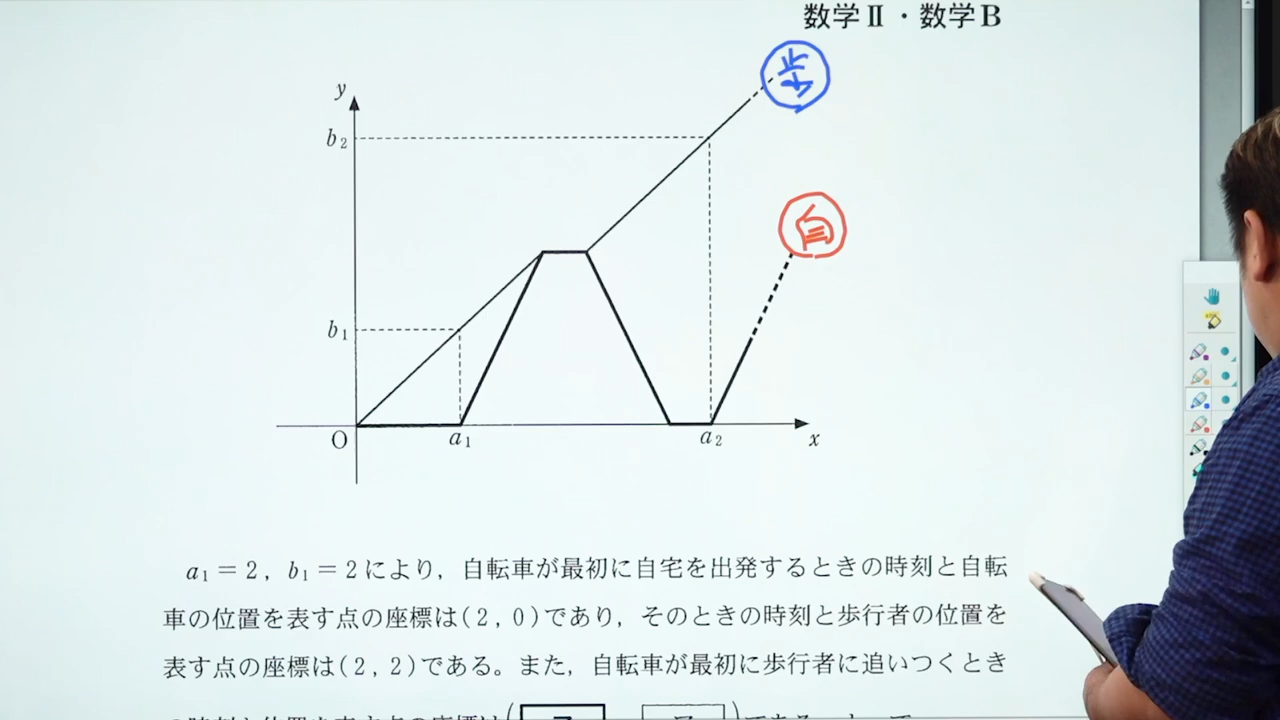 数学Ⅱ・数学B
歩
y
b₂
自
b₁
O
a₁
a₂
x
a₁＝2，b₁＝2により，自転車が最初に自宅を出発するときの時刻と自転
車の位置を表す点の座標は(2，0)であり，そのときの時刻と歩行者の位置を
表す点の座標は(2，2)である。また，自転車が最初に歩行者に追いつくとき